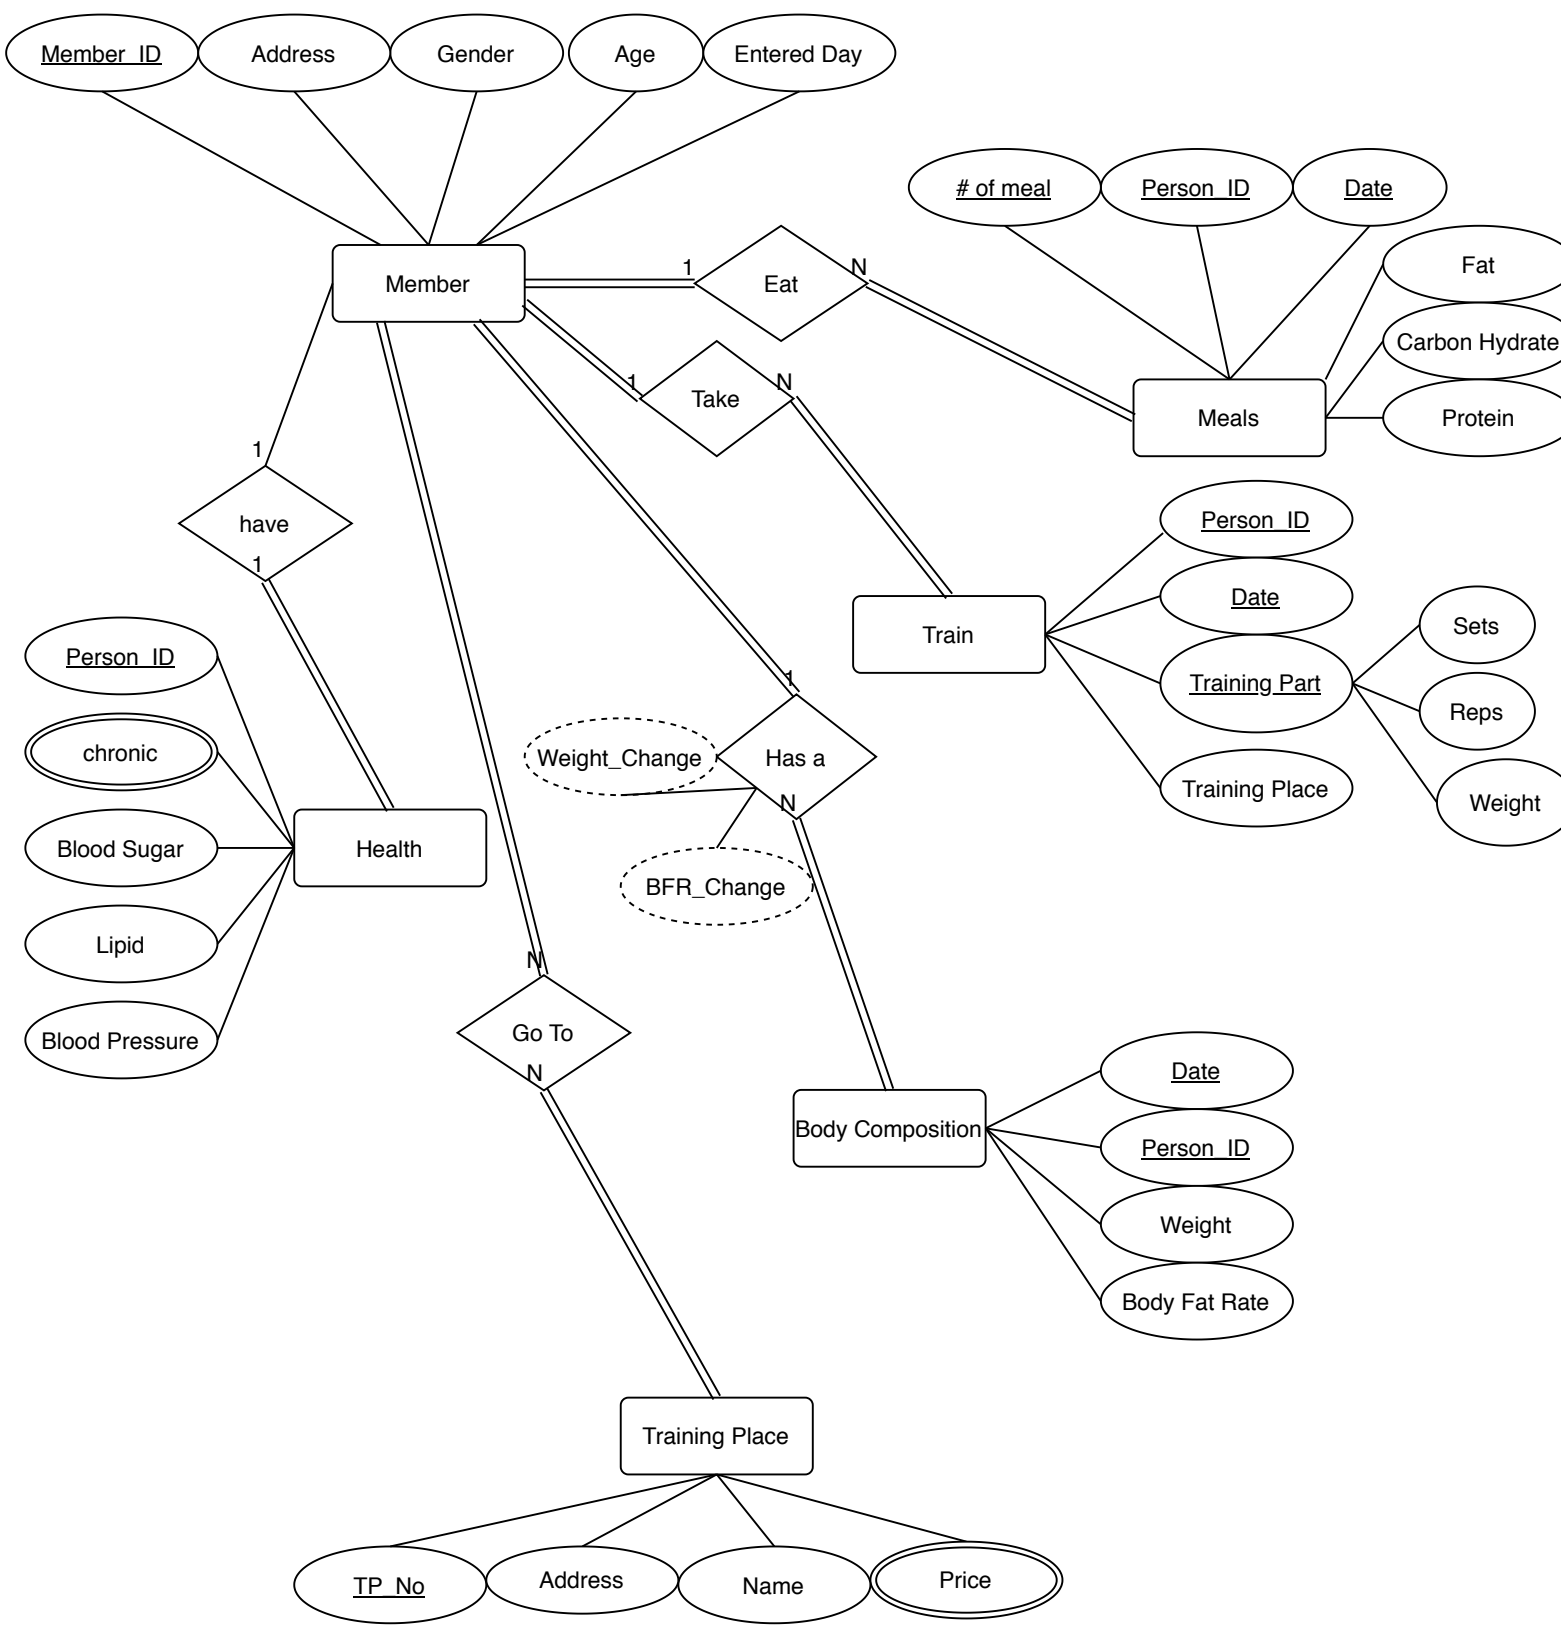 Member_ID
Address
Gender
Age
Entered Day
# of meal
Person_ID
Date
Fat
Carbon Hydrate
Protein
Member
1
Eat
N
Meals
1
Take
N
1
have
1
Person_ID
Date
Training Part
Training Place
Sets
Reps
Weight
Train
Person_ID
chronic
Blood Sugar
Lipid
Blood Pressure
Health
1
Weight_Change
Has a
N
BFR_Change
N
Go To
N
Body Composition
Date
Person_ID
Weight
Body Fat Rate
Training Place
TP_No
Address
Name
Price